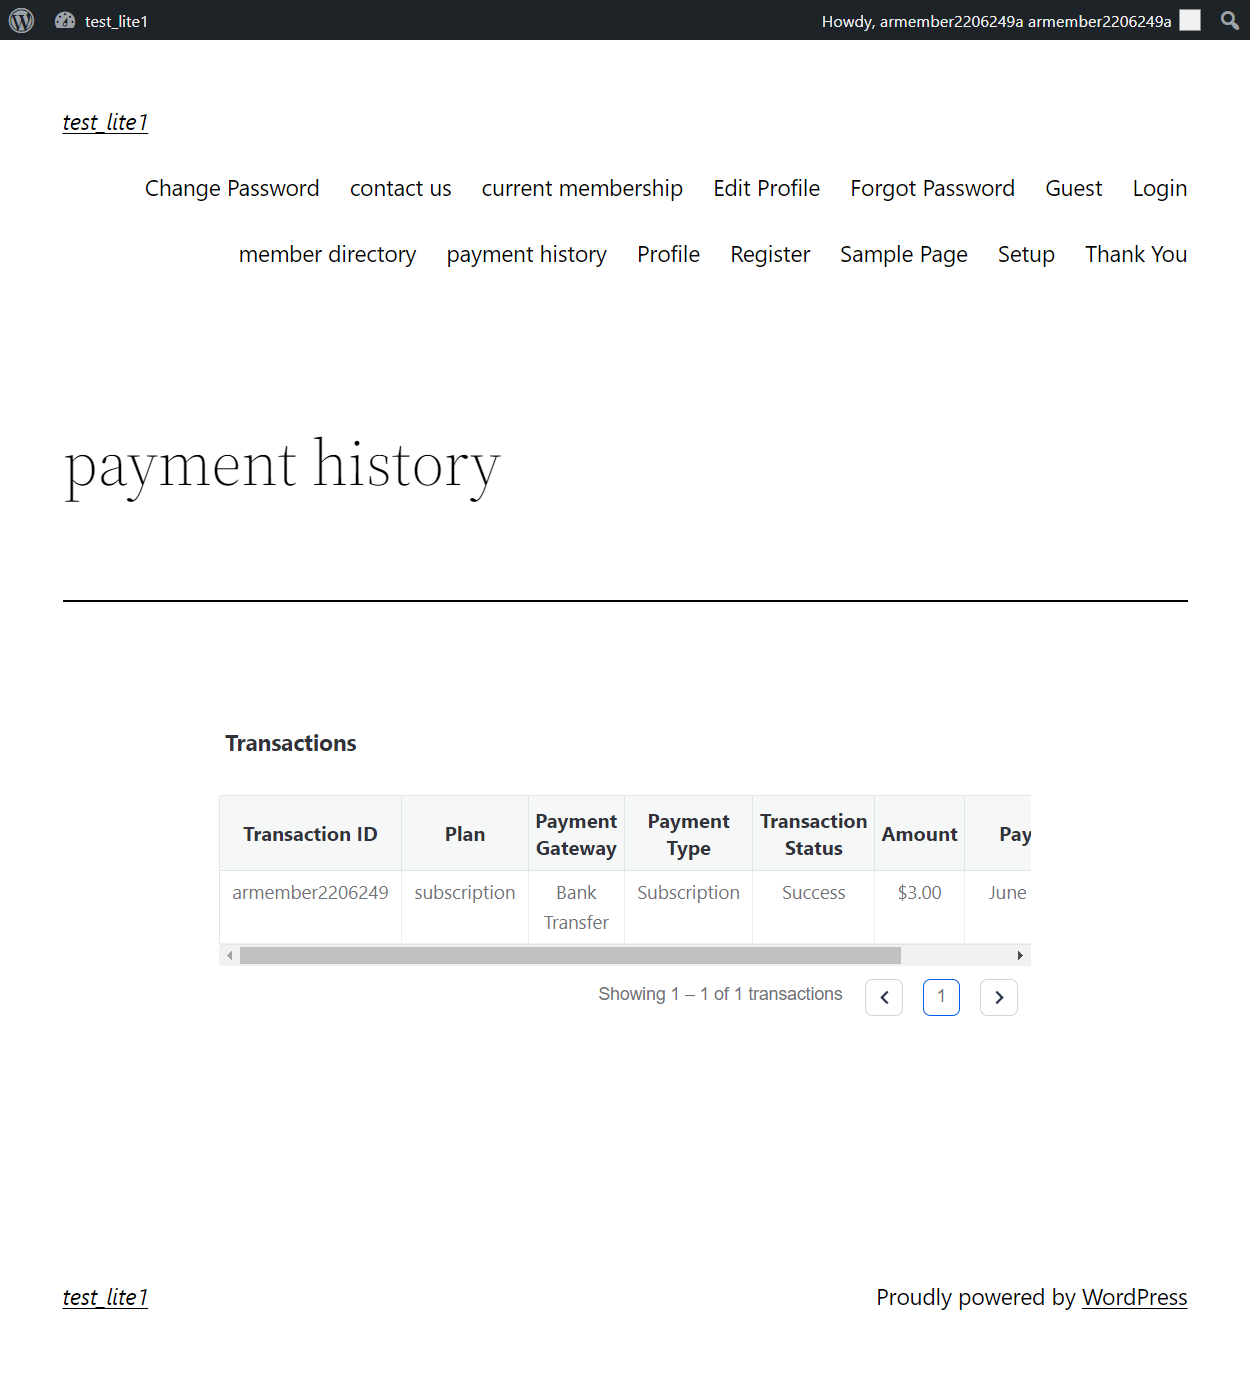 test_lite1
Howdy, armember2206249a armember2206249a
test_lite1
Change Password contact us current membership Edit Profile Forgot Password Guest Login
member directory payment history Profile Register Sample Page Setup Thank You
payment history
Transactions
Transaction ID Plan Payment Gateway Payment Type Transaction Status Amount Pay
armember2206249 subscription Bank Transfer Subscription Success $3.00 June
Showing 1 – 1 of 1 transactions 1
test_lite1
Proudly powered by WordPress